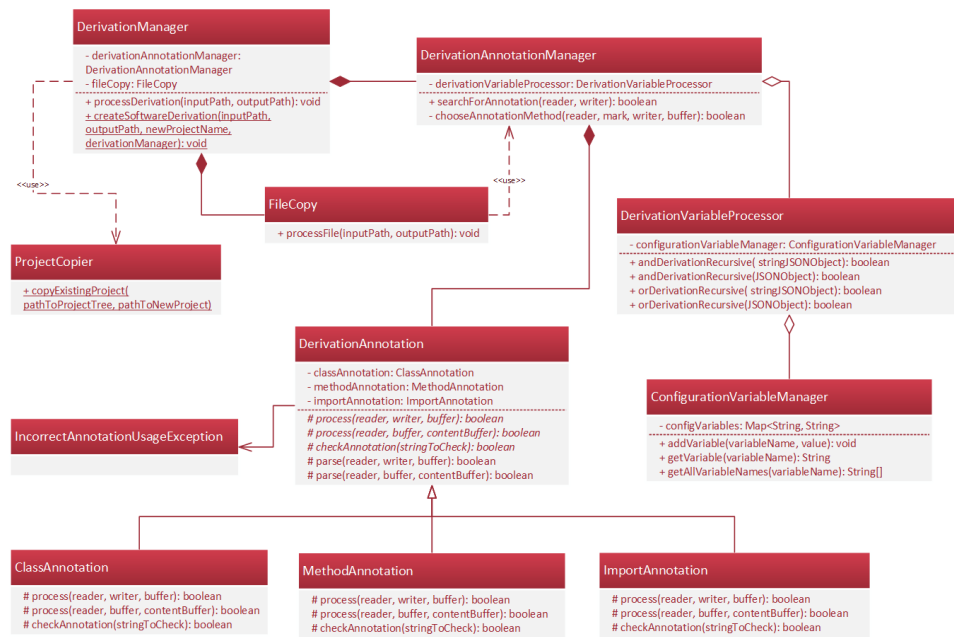 DerivationManager
- derivationAnnotationManager:
DerivationAnnotationManager
- fileCopy: FileCopy
+ processDerivation(inputPath, outputPath): void
+ createSoftwareDerivation(inputPath,
outputPath, newProjectName,
derivationManager): void
DerivationAnnotationManager
- derivationVariableProcessor: DerivationVariableProcessor
+ searchForAnnotation(reader, writer): boolean
- chooseAnnotationMethod(reader, mark, writer, buffer): boolean
<<use>>
<<use>>
FileCopy
+ processFile(inputPath, outputPath): void
DerivationVariableProcessor
- configurationVariableManager: ConfigurationVariableManager
+ andDerivationRecursive( stringJSONObject): boolean
+ andDerivationRecursive(JSONObject): boolean
+ orDerivationRecursive( stringJSONObject): boolean
+ orDerivationRecursive(JSONObject): boolean
ProjectCopier
+ copyExistingProject(
pathToProjectTree, pathToNewProject)
DerivationAnnotation
- classAnnotation: ClassAnnotation
- methodAnnotation: MethodAnnotation
- importAnnotation: ImportAnnotation
# process(reader, writer, buffer): boolean
# process(reader, buffer, contentBuffer): boolean
# checkAnnotation(stringToCheck): boolean
# parse(reader, writer, buffer): boolean
# parse(reader, buffer, contentBuffer): boolean
IncorrectAnnotationUsageException
ConfigurationVariableManager
- configVariables: Map<String, String>
+ addVariable(variableName, value): void
+ getVariable(variableName): String
+ getAllVariableNames(variableName): String[]
ClassAnnotation
# process(reader, writer, buffer): boolean
# process(reader, buffer, contentBuffer): boolean
# checkAnnotation(stringToCheck): boolean
MethodAnnotation
# process(reader, writer, buffer): boolean
# process(reader, buffer, contentBuffer): boolean
# checkAnnotation(stringToCheck): boolean
ImportAnnotation
# process(reader, writer, buffer): boolean
# process(reader, buffer, contentBuffer): boolean
# checkAnnotation(stringToCheck): boolean